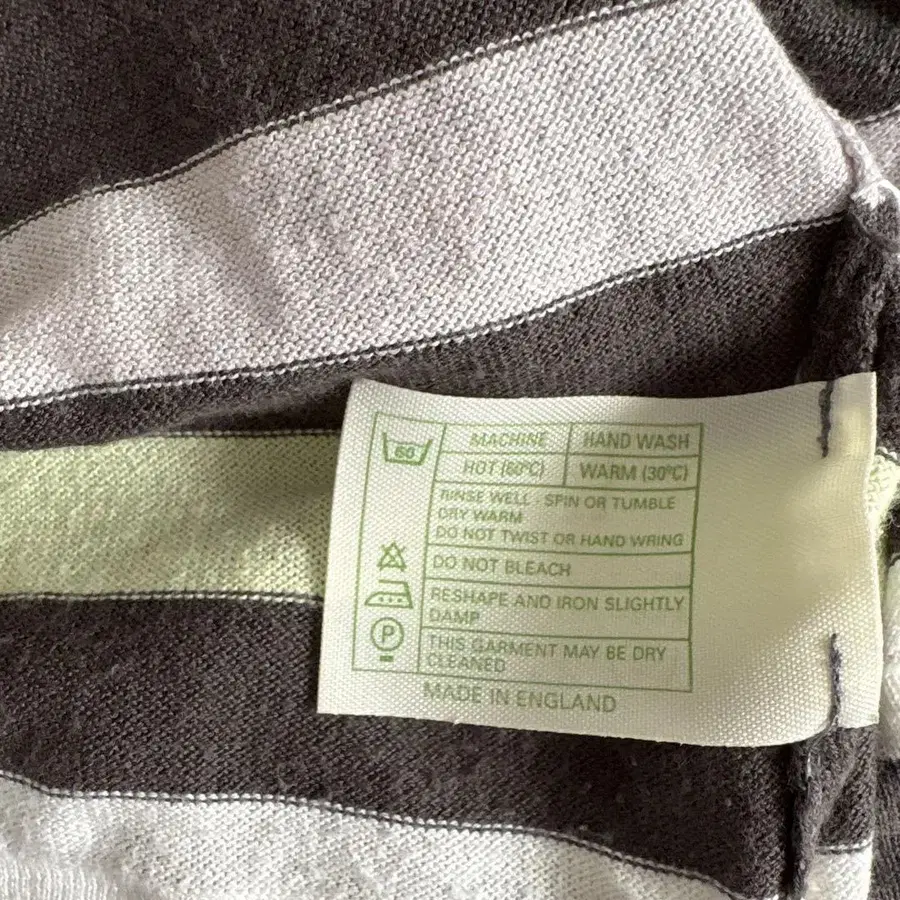 60
MACHINE HAND WASH
HOT (60°C) WARM (30°C)
RINSE WELL - SPIN OR TUMBLE
DRY WARM
DO NOT TWIST OR HAND WRING
DO NOT BLEACH
RESHAPE AND IRON SLIGHTLY
DAMP
P
THIS GARMENT MAY BE DRY
CLEANED
MADE IN ENGLAND